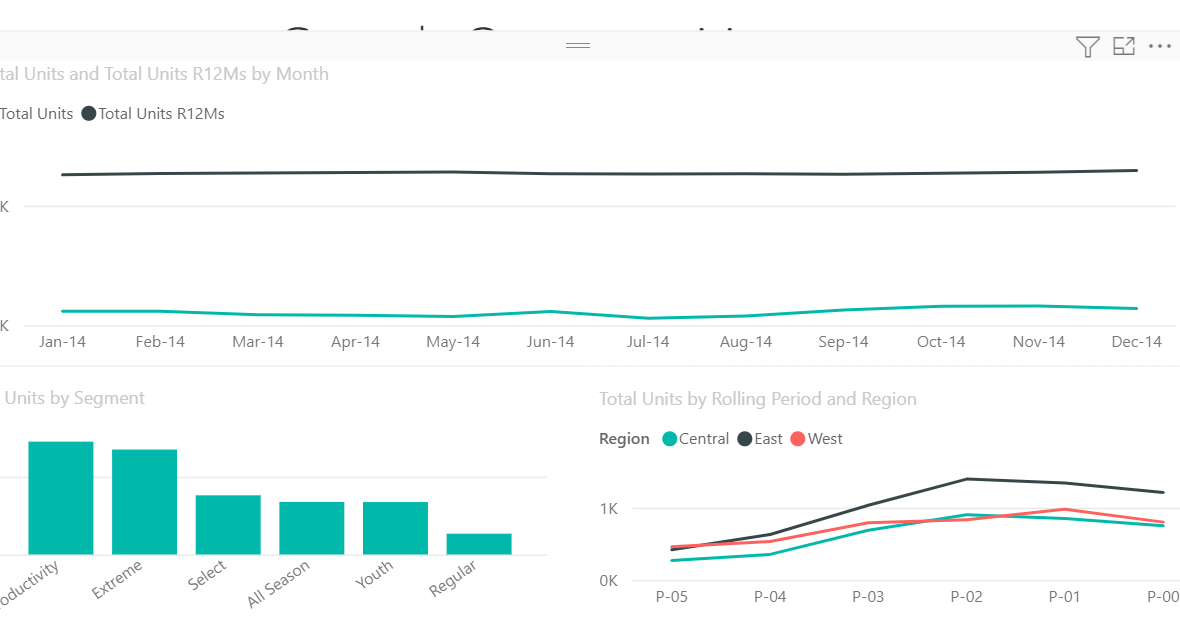 tal Units and Total Units R12Ms by Month
Total Units Total Units R12Ms
K
K
Jan-14 Feb-14 Mar-14 Apr-14 May-14 Jun-14 Jul-14 Aug-14 Sep-14 Oct-14 Nov-14 Dec-14
Units by Segment
oductivity Extreme Select All Season Youth Regular
Total Units by Rolling Period and Region
Region Central East West
1K
0K
P-05 P-04 P-03 P-02 P-01 P-00